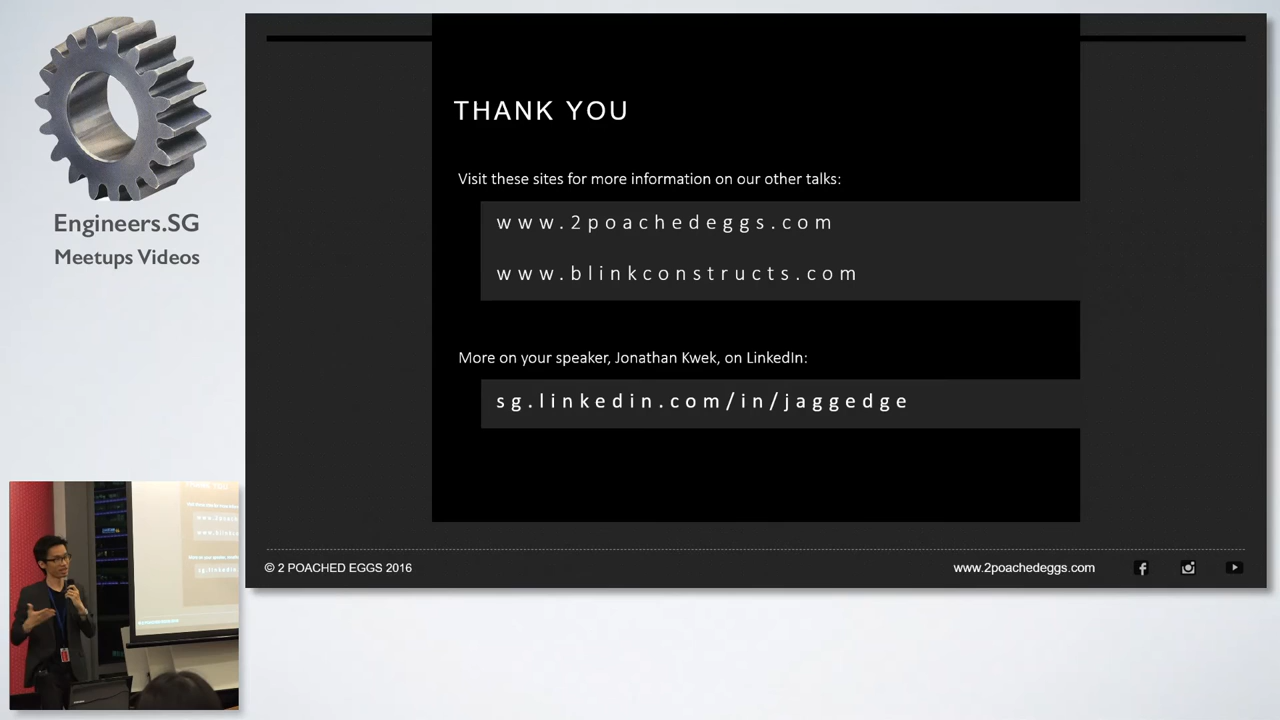 Engineers.SG
Meetups Videos
THANK YOU
Visit these sites for more information on our other talks:
www.2poachedeggs.com
www.blinkconstructs.com
More on your speaker, Jonathan Kwek, on LinkedIn:
sg.linkedin.com/in/jaggedge
© 2 POACHED EGGS 2016
www.2poachedeggs.com